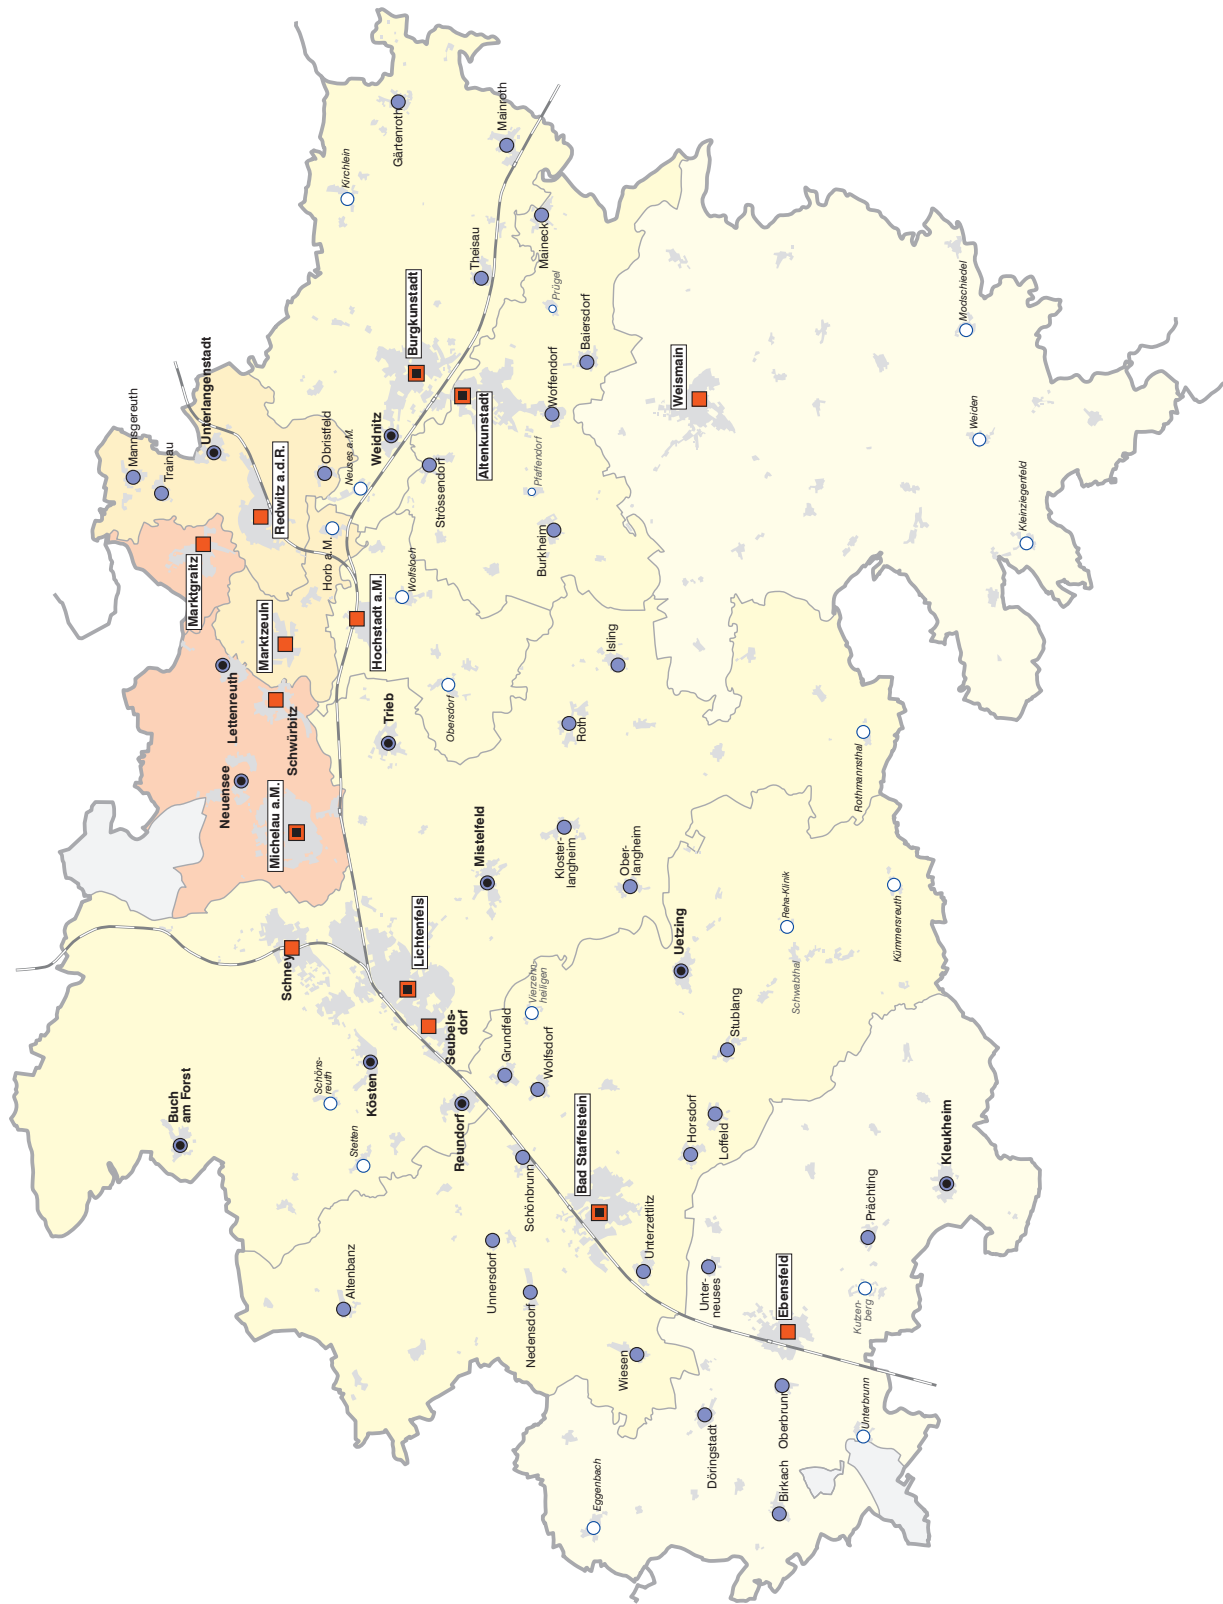 Gärtenroth
Mainroth
Kirchlein
Maineck
Theisau
Prügel
Burgkunstadt
Baiersdorf
Modschiedel
Weismain
Woffendorf
Altenkunstadt
Weidnitz
Unterlangenstadt
Mannsgereuth
Trainau
Obristfeld
Neuses a.M.
Redwitz a.d.R.
Strössendorf
Pfaffendorf
Weiden
Kleinziegenfeld
Burkheim
Horb a.M.
Wolfsloch
Marktgraitz
Marktzeuln
Hochstadt a.M.
Isling
Lettenreuth
Schwürbitz
Obersdorf
Trieb
Roth
Rothmannsthal
Neuensee
Michelau a.M.
Mistelfeld
Kloster-
langheim
Ober-
langheim
Reha-Klinik
Kümmersreuth
Uetzing
Lichtenfels
Schney
Vierzehn-
heiligen
Schwabthal
Seubels-
dorf
Grundfeld
Wolfsdorf
Stublang
Buch
am Forst
Schöns-
reuth
Kösten
Stetten
Reundorf
Bad Staffelstein
Horsdorf
Loffeld
Kleukheim
Schönbrunn
Unterzettlitz
Prächting
Altenbanz
Unnersdorf
Nedensdorf
Unter-
neuses
Ebensfeld
Kutzen-
berg
Wiesen
Döringstadt
Oberbrunn
Unterbrunn
Birkach
Eggenbach